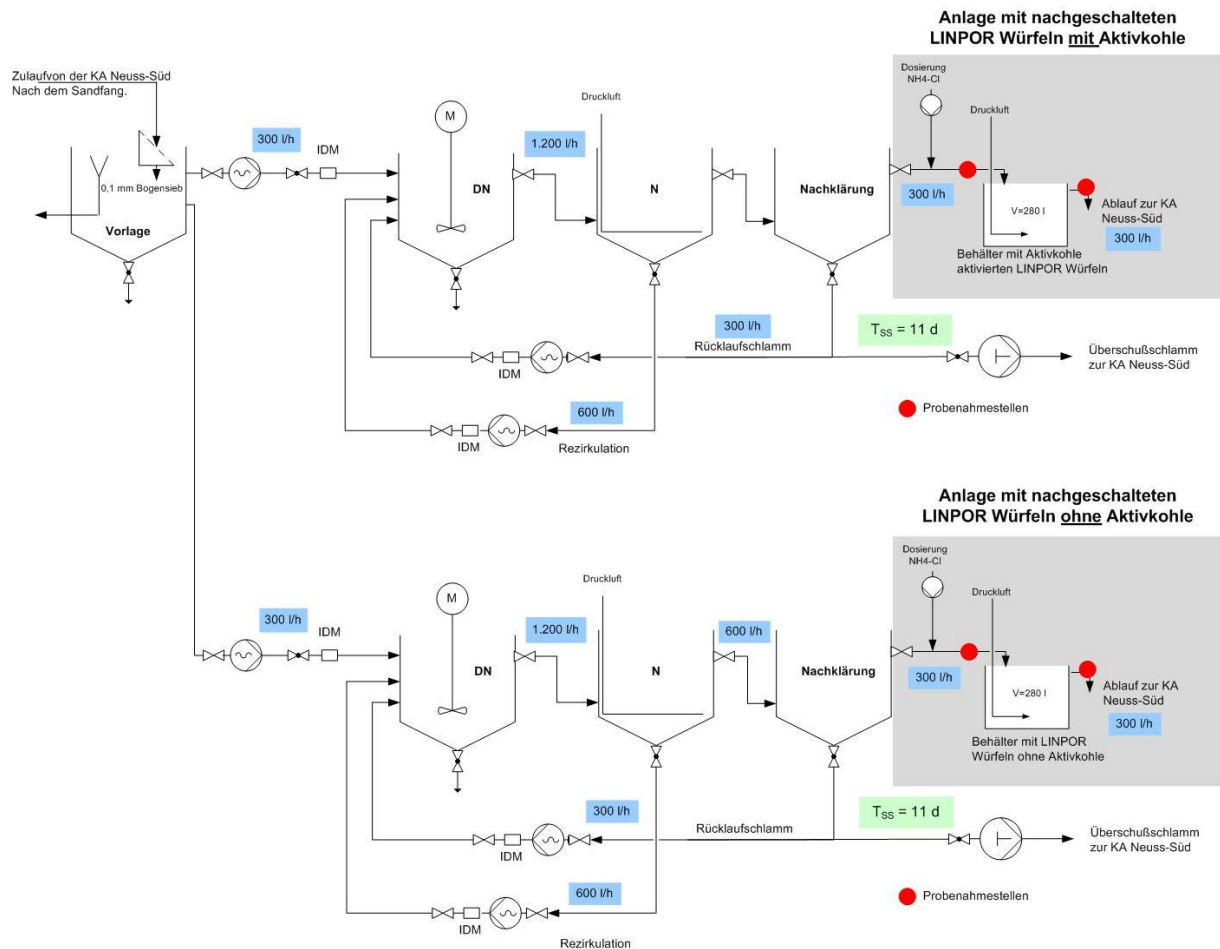 Anlage mit nachgeschalteten
LINPOR Würfeln mit Aktivkohle
Zulaufvon der KA Neuss-Süd
Nach dem Sandfang.
0,1 mm Bogensieb
Vorlage
300 l/h
IDM
M
DN
1.200 l/h
Druckluft
N
Nachklärung
Dosierung
NH4-Cl
Druckluft
300 l/h
V=280 l
Ablauf zur KA
Neuss-Süd
300 l/h
Behälter mit Aktivkohle
aktivierten LINPOR Würfeln
300 l/h
Rücklaufschlamm
TSS = 11 d
IDM
Überschußschlamm
zur KA Neuss-Süd
600 l/h
IDM
Rezirkulation
Probenahmestellen
Anlage mit nachgeschalteten
LINPOR Würfeln ohne Aktivkohle
300 l/h
IDM
M
DN
1.200 l/h
Druckluft
N
600 l/h
Nachklärung
Dosierung
NH4-Cl
Druckluft
300 l/h
V=280 l
Ablauf zur KA
Neuss-Süd
300 l/h
Behälter mit LINPOR
Würfeln ohne Aktivkohle
300 l/h
Rücklaufschlamm
TSS = 11 d
IDM
Überschußschlamm
zur KA Neuss-Süd
600 l/h
IDM
Rezirkulation
Probenahmestellen